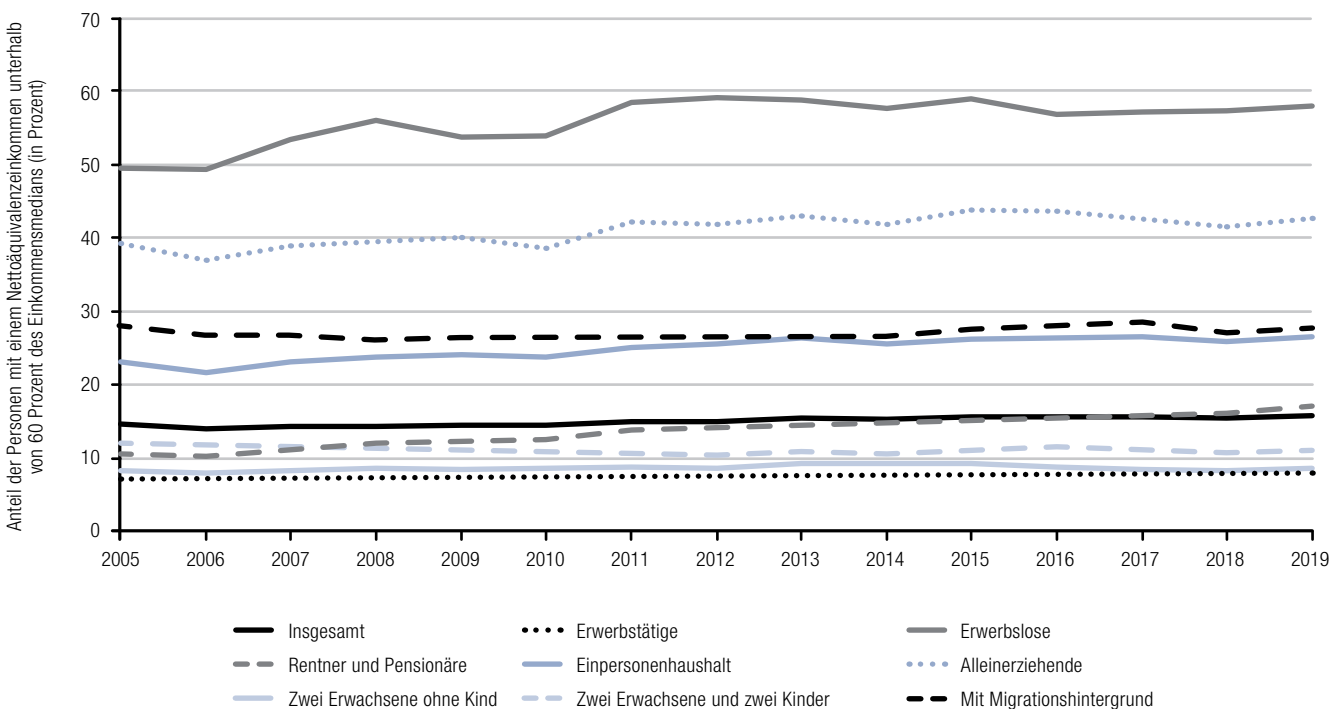 Anteil der Personen mit einem Nettoäquivalenzeinkommen unterhalb
von 60 Prozent des Einkommensmedians (in Prozent)
70
60
50
40
30
20
10
0
2005 2006 2007 2008 2009 2010 2011 2012 2013 2014 2015 2016 2017 2018 2019
Insgesamt Erwerbstätige Erwerbslose
Rentner und Pensionäre Einpersonenhaushalt Alleinerziehende
Zwei Erwachsene ohne Kind Zwei Erwachsene und zwei Kinder Mit Migrationshintergrund